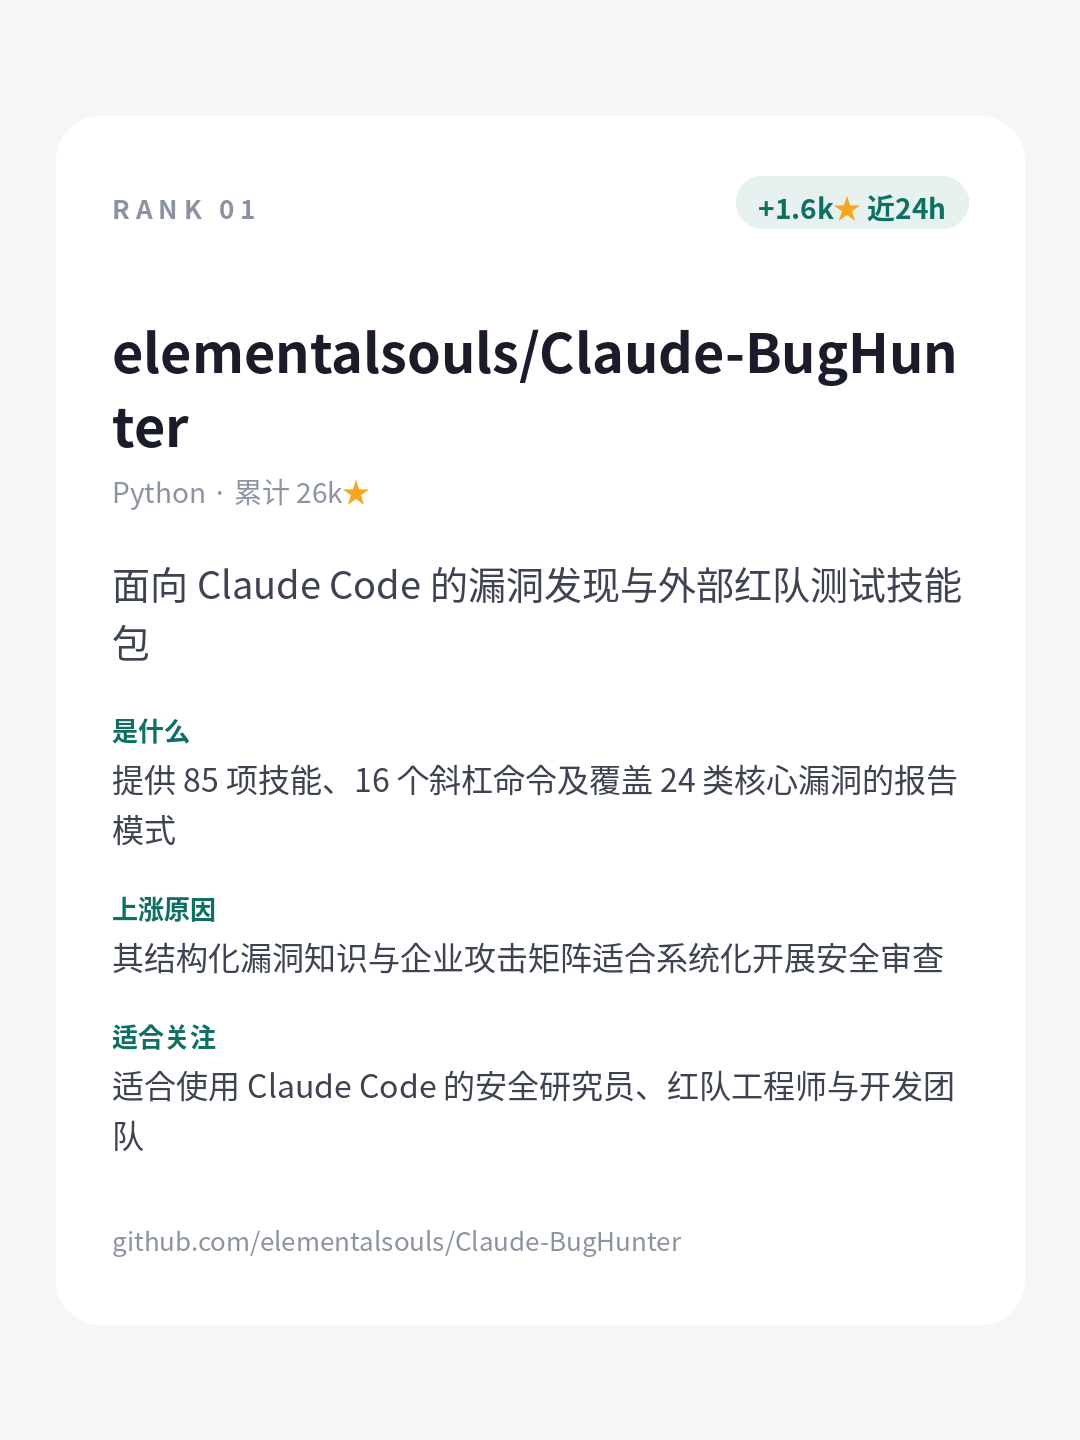 RANK 01
+1.6k★ 近24h
elementalsouls/Claude-BugHun
ter
Python · 累计 26k★
面向 Claude Code 的漏洞发现与外部红队测试技能
包
是什么
提供 85 项技能、16 个斜杠命令及覆盖 24 类核心漏洞的报告
模式
上涨原因
其结构化漏洞知识与企业攻击矩阵适合系统化开展安全审查
适合关注
适合使用 Claude Code 的安全研究员、红队工程师与开发团
队
github.com/elementalsouls/Claude-BugHunter